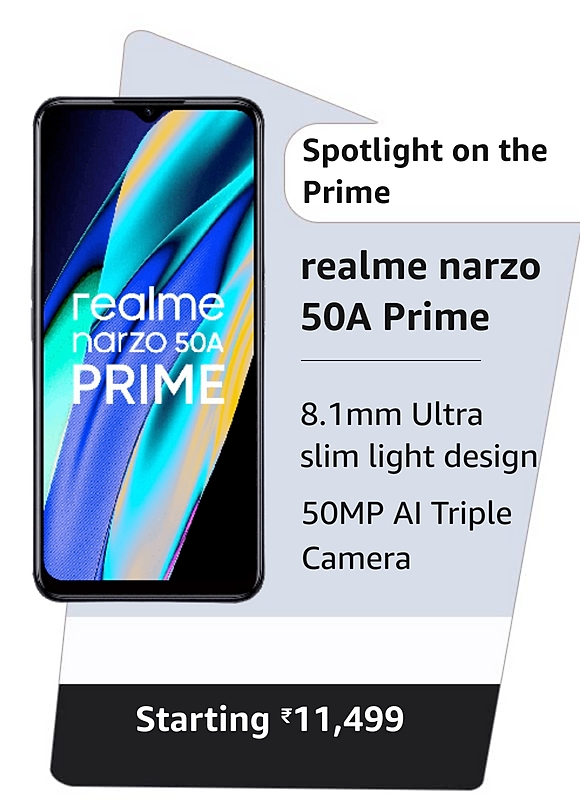 Spotlight on the
Prime
realme narzo
50A Prime
realme
narzo 50A
PRIME
8.1mm Ultra
slim light design
50MP AI Triple
Camera
Starting ₹11,499